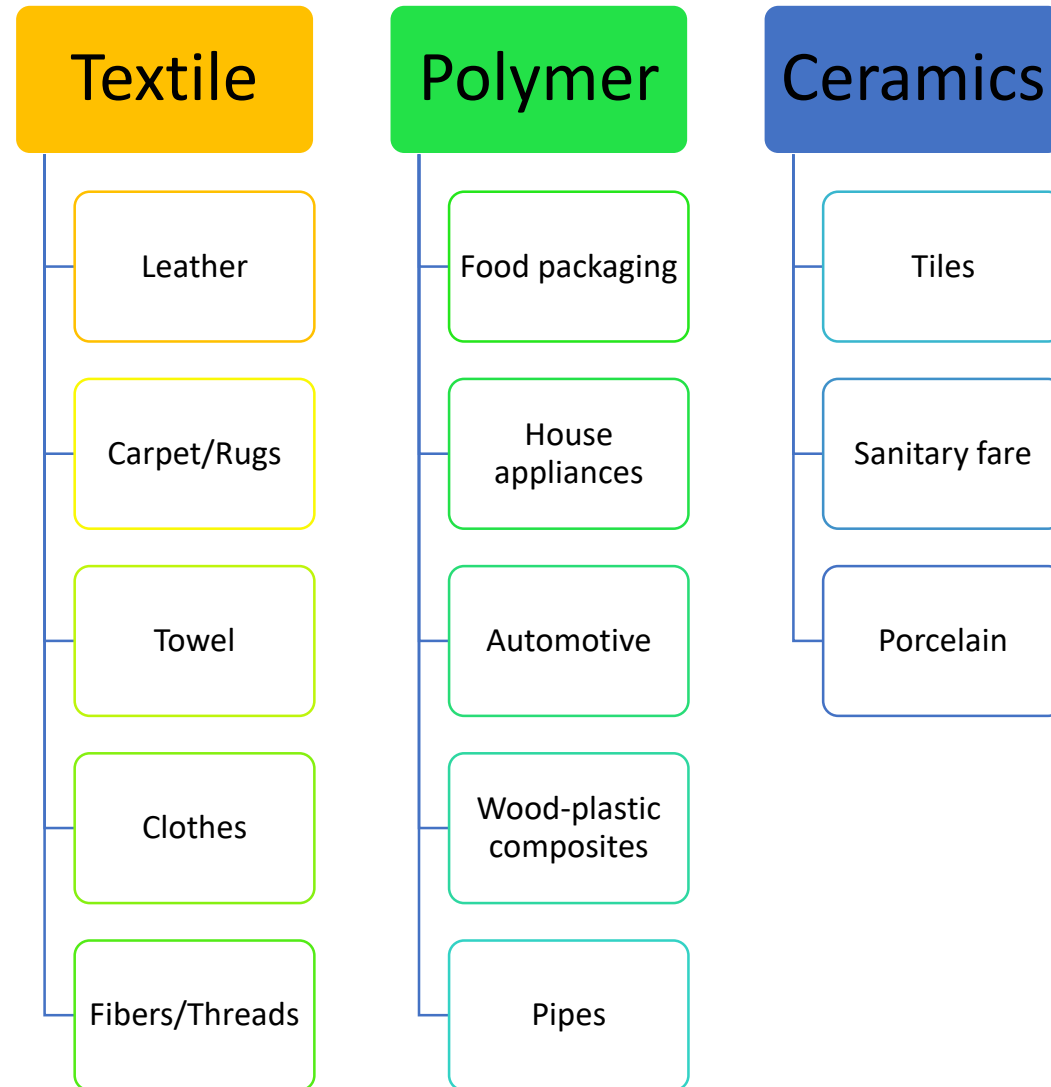 Textile
Leather
Carpet/Rugs
Towel
Clothes
Fibers/Threads
Polymer
Food packaging
House
appliances
Automotive
Wood-plastic
composites
Pipes
Ceramics
Tiles
Sanitary fare
Porcelain